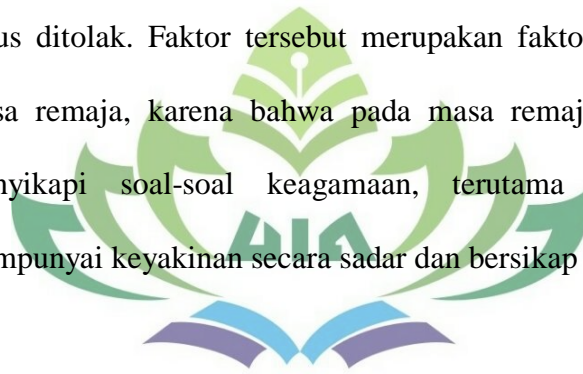 us ditolak. Faktor tersebut merupakan fakto
sa remaja, karena bahwa pada masa remaj
nyikapi soal-soal keagamaan, terutama
mpunyai keyakinan secara sadar dan bersikap